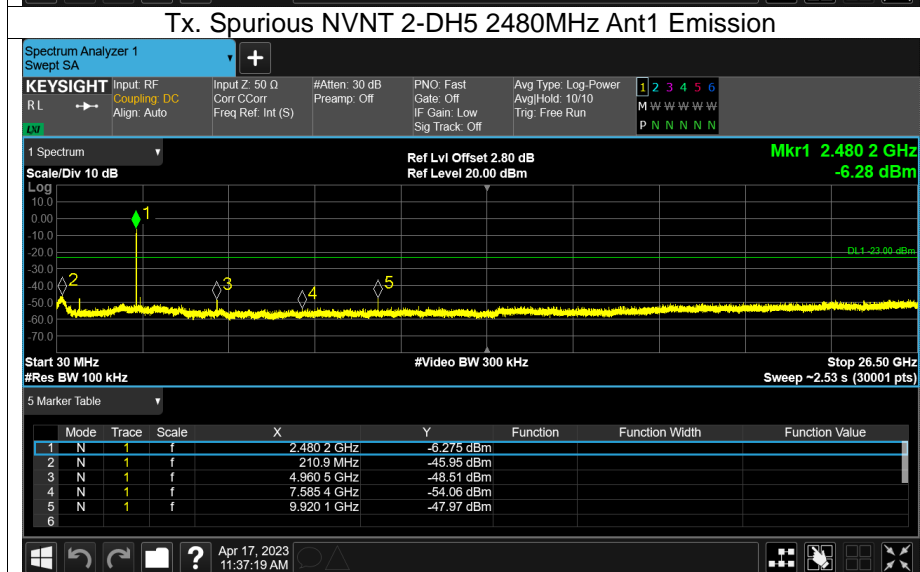 Tx. Spurious NVNT 2-DH5 2480MHz Ant1 Emission
Spectrum Analyzer 1
Swept SA
+
KEYSIGHT Input: RF Input Z: 50 Ω #Atten: 30 dB PNO: Fast Avg Type: Log-Power 1 2 3 4 5 6
RL Coupling: DC Corr CCorr Preamp: Off Gate: Off Avg|Hold: 10/10 M W W W W W
Align: Auto Freq Ref: Int (S) IF Gain: Low Trig: Free Run
LXI Sig Track: Off P N N N N N
1 Spectrum Ref Lvl Offset 2.80 dB Mkr1 2.480 2 GHz
Scale/Div 10 dB Ref Level 20.00 dBm -6.28 dBm
Log
10.0
0.00 1
-10.0
-20.0 DL1 -23.00 dBm
-30.0
-40.0 2 3 4 5
-50.0
-60.0
-70.0
Start 30 MHz #Video BW 300 kHz Stop 26.50 GHz
#Res BW 100 kHz Sweep ~2.53 s (30001 pts)
5 Marker Table
Mode Trace Scale X Y Function Function Width Function Value
1 N 1 f 2.480 2 GHz -6.275 dBm
2 N 1 f 210.9 MHz -45.95 dBm
3 N 1 f 4.960 5 GHz -48.51 dBm
4 N 1 f 7.585 4 GHz -54.06 dBm
5 N 1 f 9.920 1 GHz -47.97 dBm
6
? Apr 17, 2023
11:37:19 AM